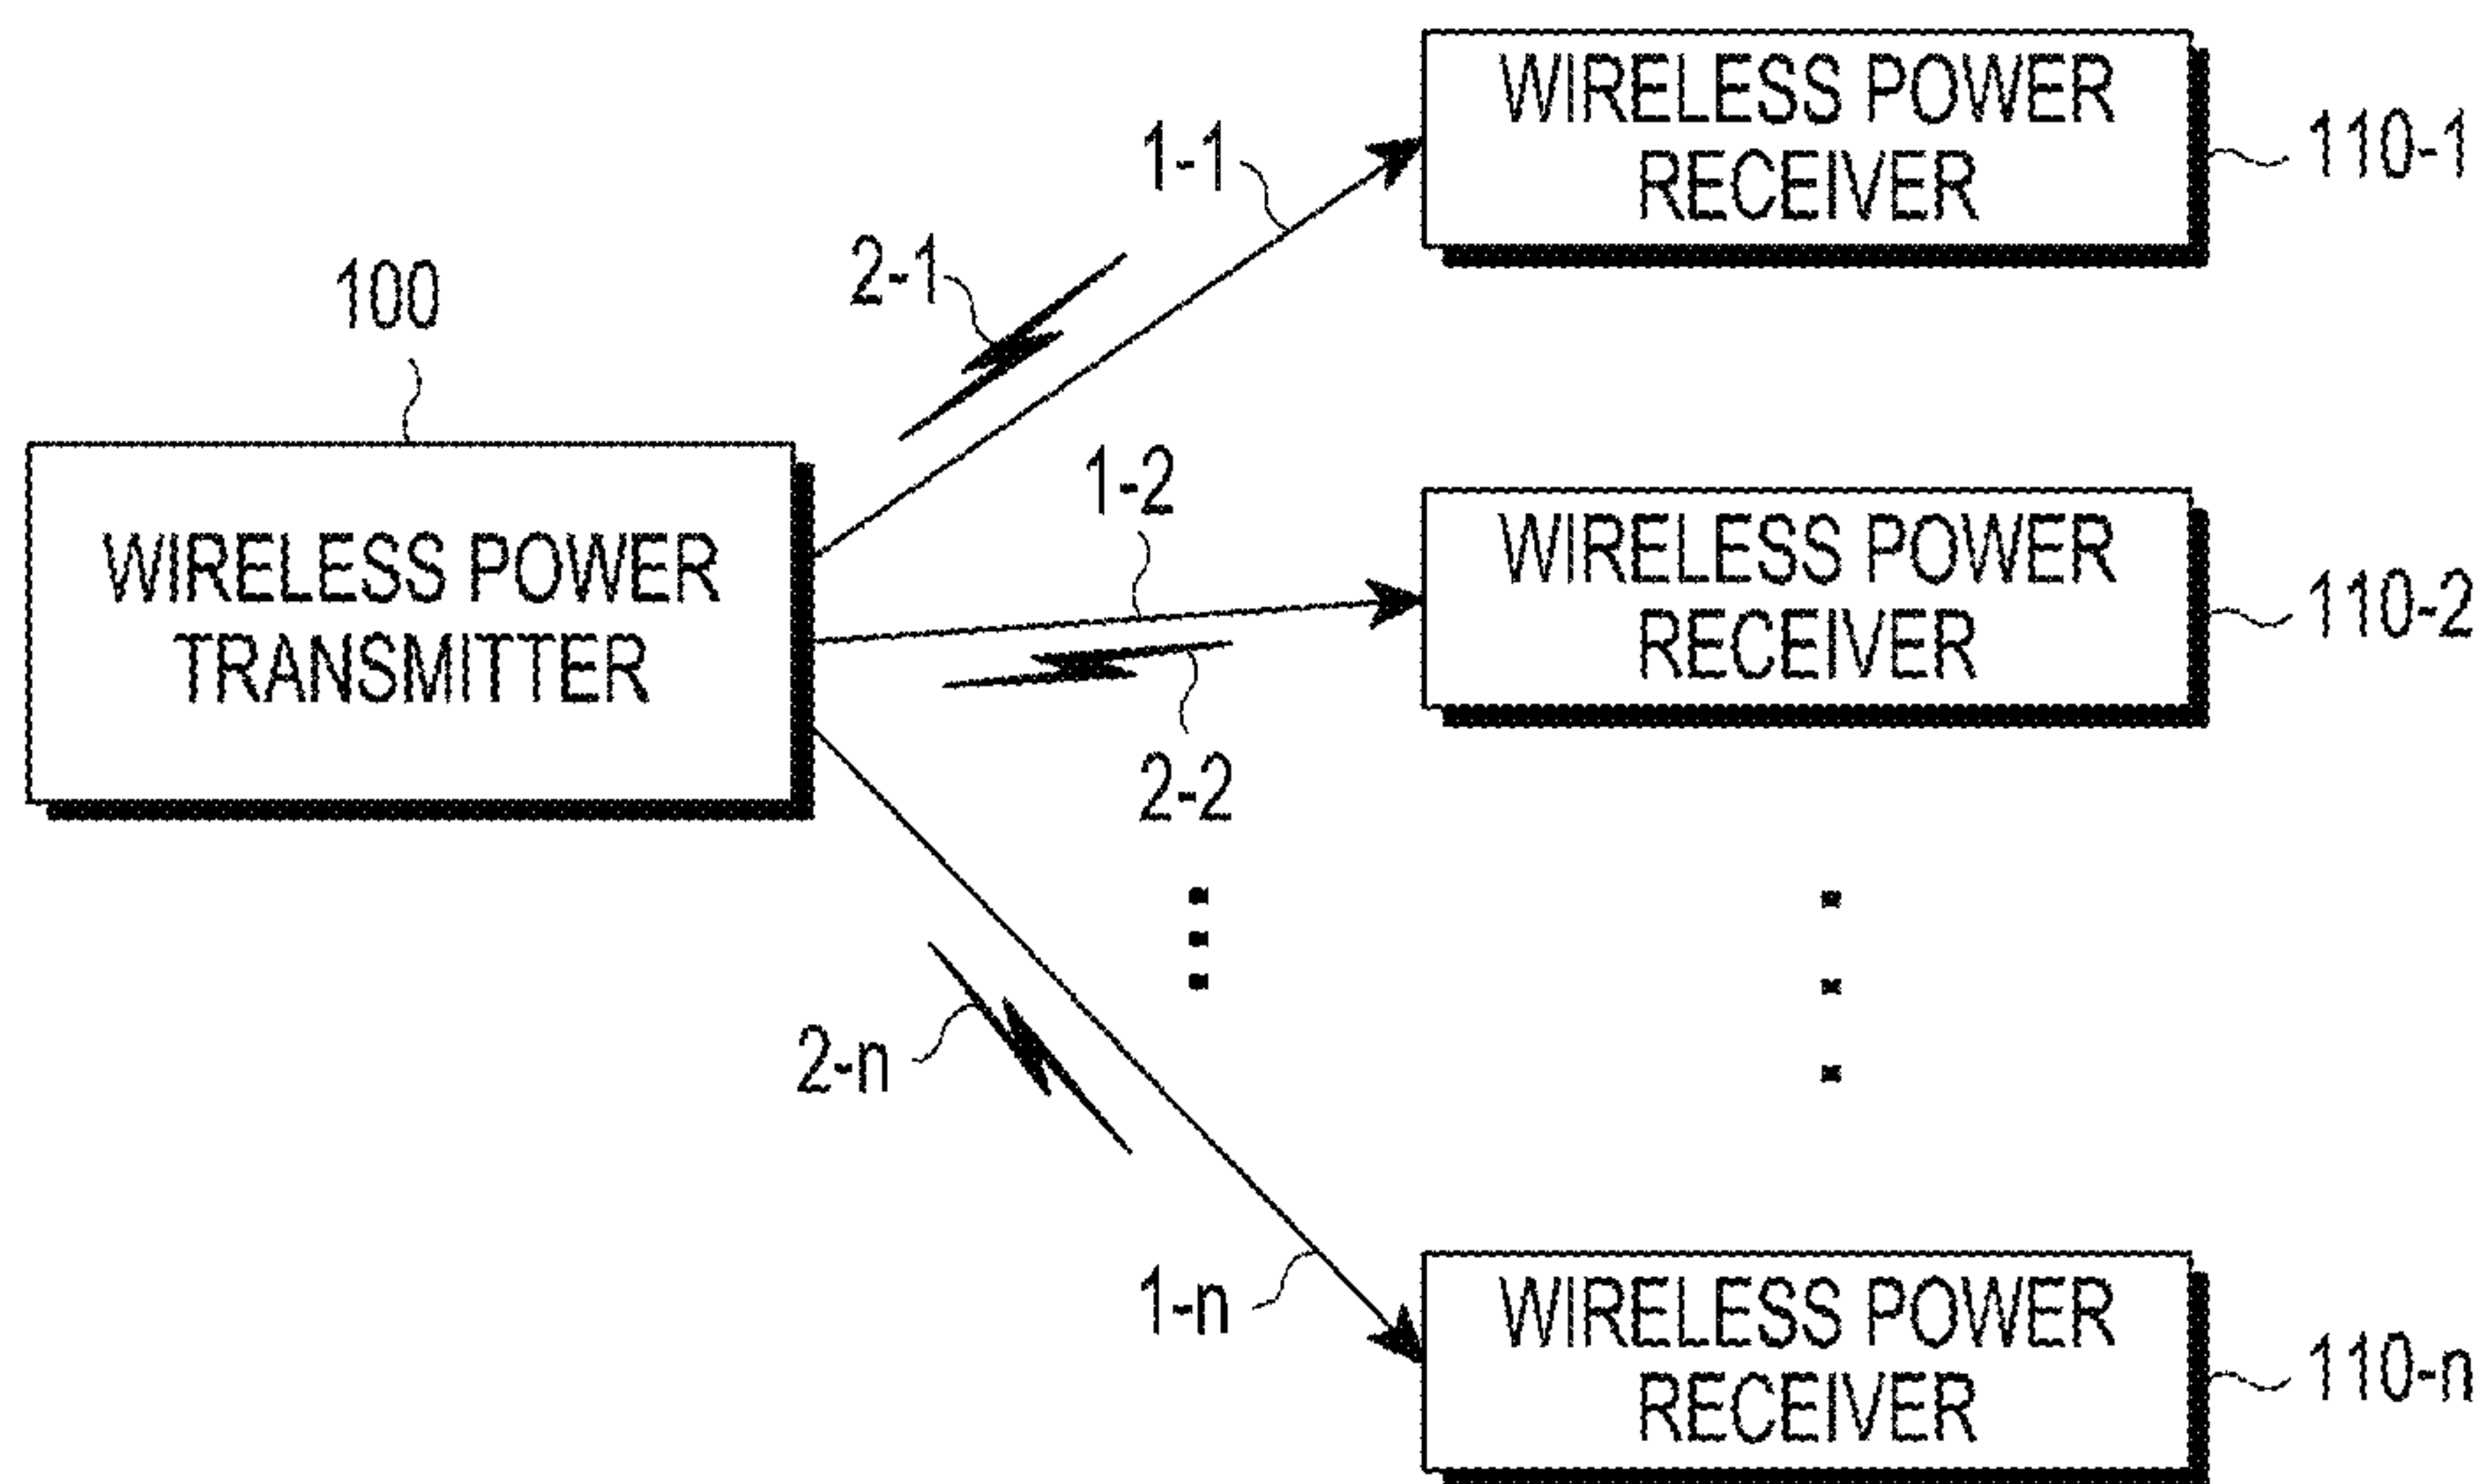 WIRELESS POWER
RECEIVER
110-1
1-1
2-1
100
WIRELESS POWER
TRANSMITTER
1-2
2-2
WIRELESS POWER
RECEIVER
110-2
2-n
1-n
WIRELESS POWER
RECEIVER
110-n